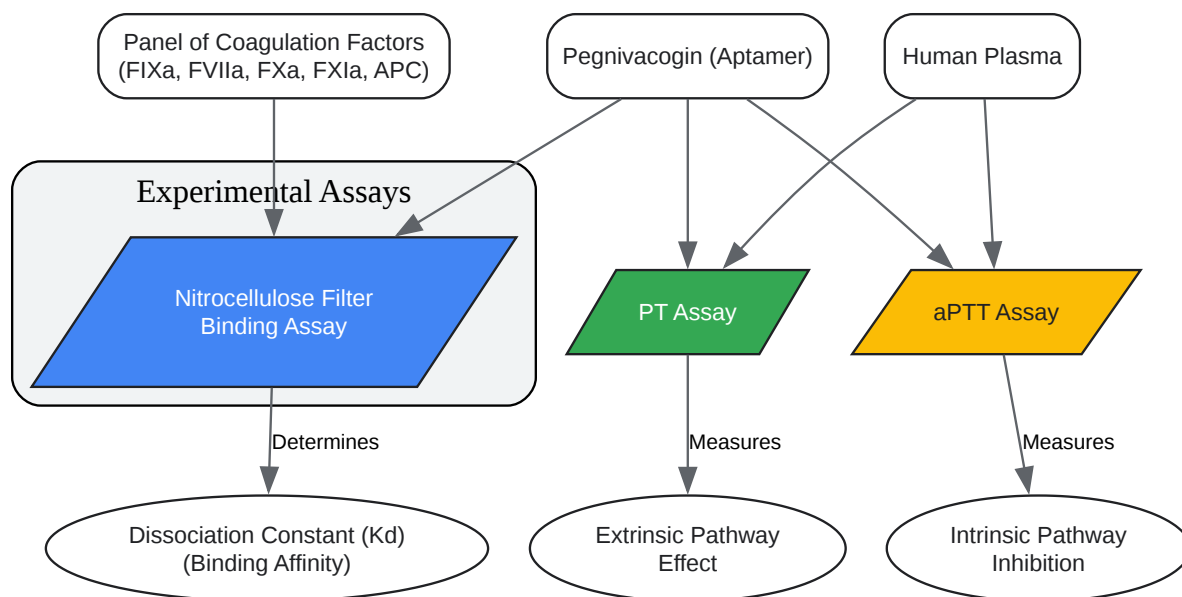 Panel of Coagulation Factors
(FIXa, FVIIa, FXa, FXIa, APC)
Pegnivacogin (Aptamer)
Human Plasma
Experimental Assays
Nitrocellulose Filter
Binding Assay
PT Assay
aPTT Assay
Determines
Measures
Measures
Dissociation Constant (Kd)
(Binding Affinity)
Extrinsic Pathway
Effect
Intrinsic Pathway
Inhibition